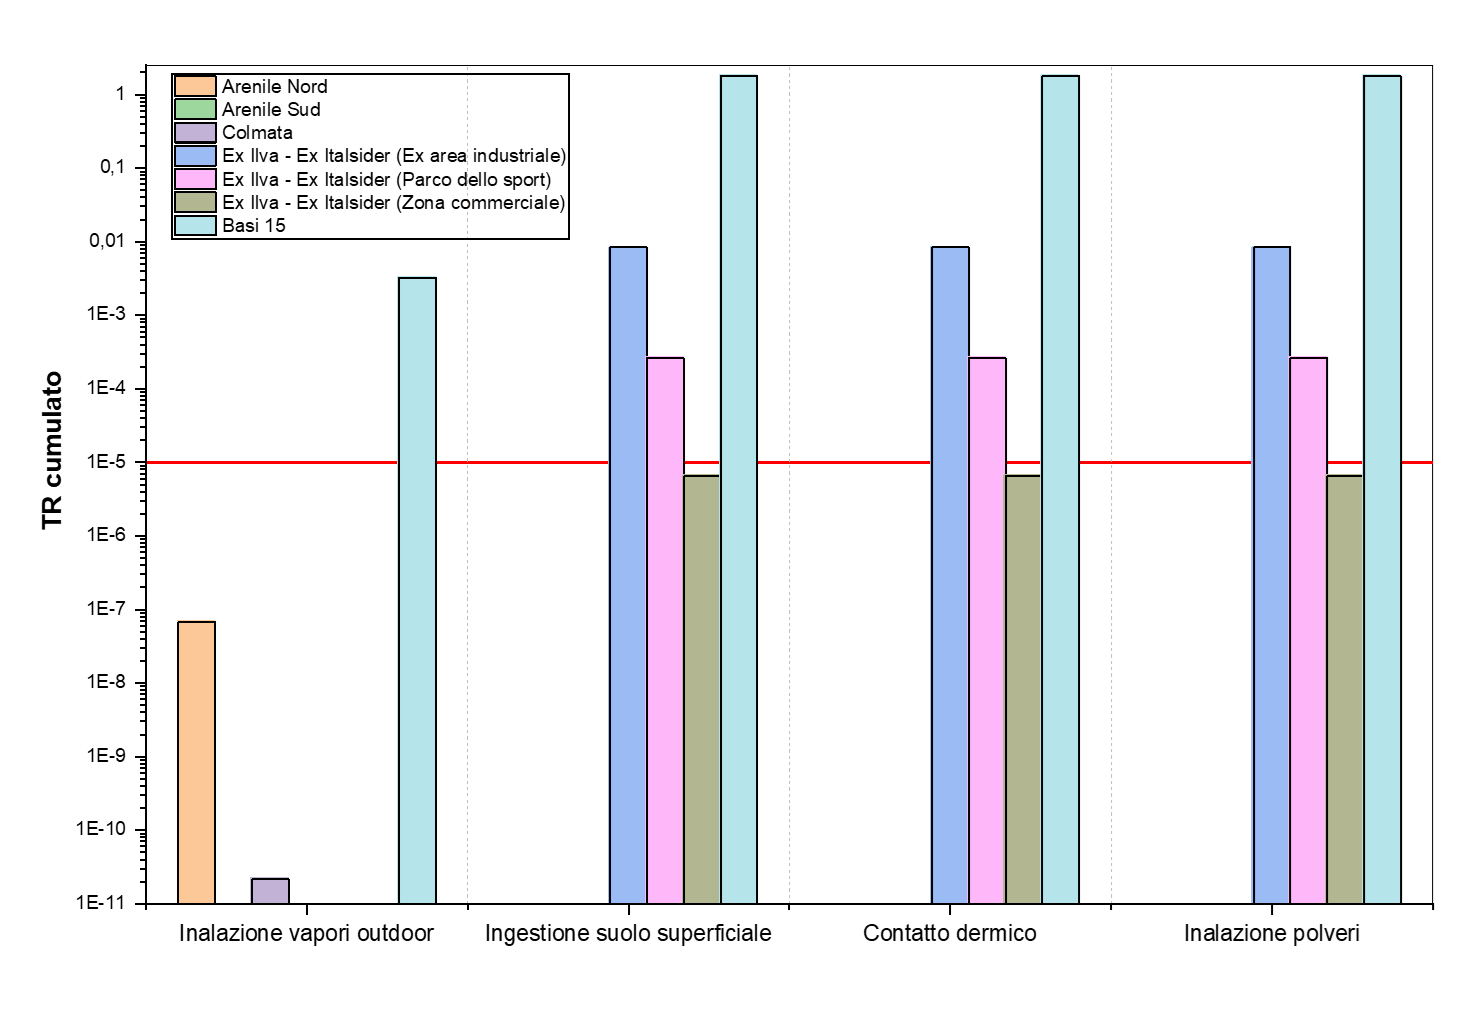 Arenile Nord
Arenile Sud
Colmata
Ex Ilva - Ex Italsider (Ex area industriale)
Ex Ilva - Ex Italsider (Parco dello sport)
Ex Ilva - Ex Italsider (Zona commerciale)
Basi 15
1
0,1
0,01
1E-3
1E-4
1E-5
1E-6
1E-7
1E-8
1E-9
1E-10
1E-11
TR cumulato
Inalazione vapori outdoor
Ingestione suolo superficiale
Contatto dermico
Inalazione polveri